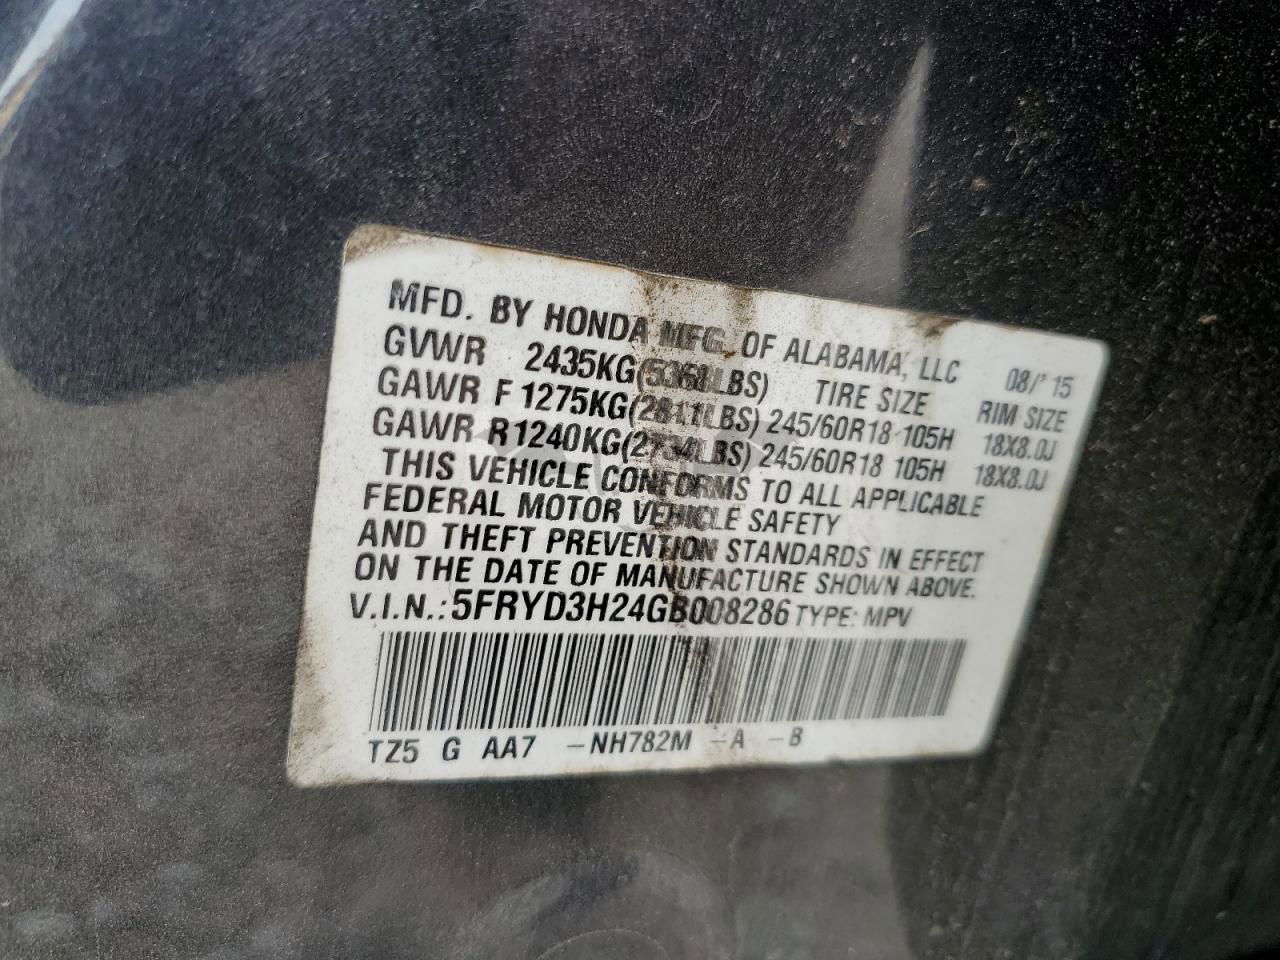 MFD. BY HONDA MFG. OF ALABAMA, LLC 08/'15
GVWR 2435KG(5368LBS) TIRE SIZE RIM SIZE
GAWR F 1275KG(2811LBS) 245/60R18 105H 18X8.0J
GAWR R 1240KG(2734LBS) 245/60R18 105H 18X8.0J
THIS VEHICLE CONFORMS TO ALL APPLICABLE
FEDERAL MOTOR VEHICLE SAFETY
AND THEFT PREVENTION STANDARDS IN EFFECT
ON THE DATE OF MANUFACTURE SHOWN ABOVE.
V.I.N.: 5FRYD3H24GB008286 TYPE: MPV
TZ5 G AA7 -NH782M -A -B